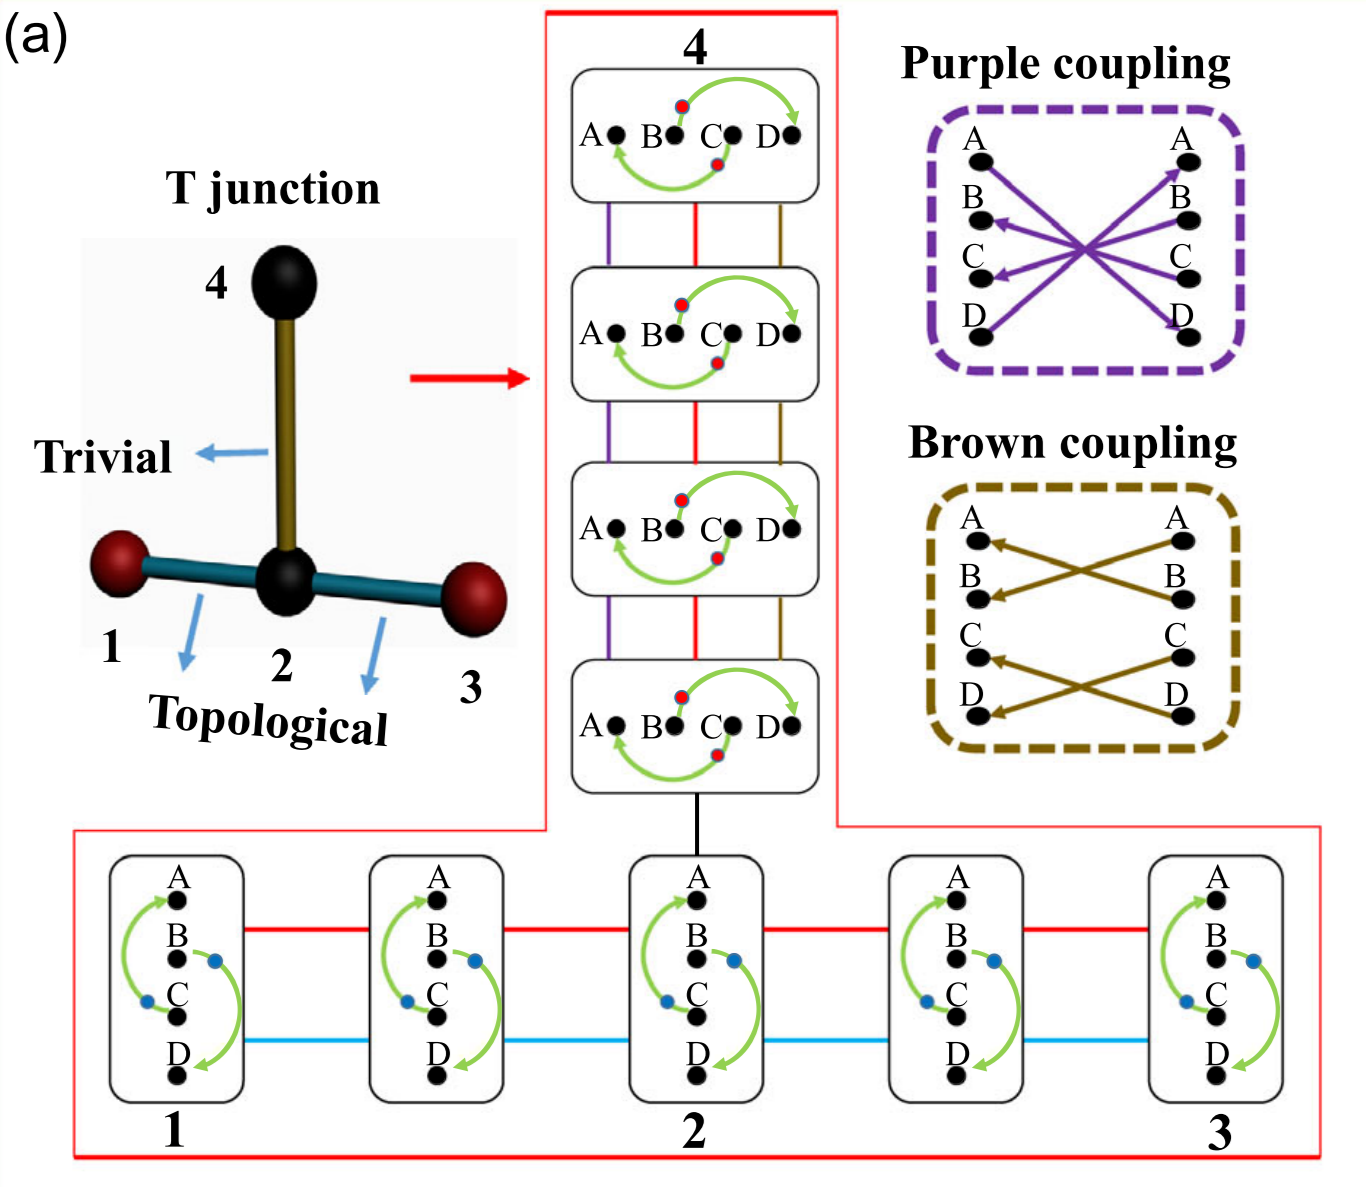 (a)
T junction
4
Trivial
1
2
3
Topological
4
A B C D
A B C D
A B C D
A B C D
Purple coupling
A A
B B
C C
D D
Brown coupling
A A
B B
C C
D D
A A A A A
B B B B B
C C C C C
D D D D D
1 2 3